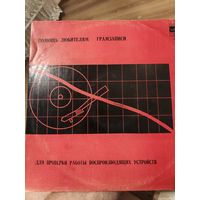 ПОМОЩЬ ЛЮБИТЕЛЯМ ГРАМЗАПИСИ
ДЛЯ ПРОВЕРКИ РАБОТЫ ВОСПРОИЗВОДЯЩИХ УСТРОЙСТВ